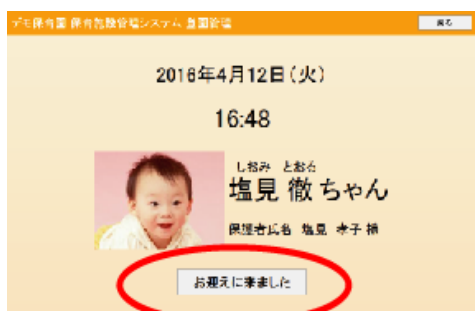 デモ保育園 保育施設管理システム 登園管理
戻る
2016年4月12日(火)
16:48
しおみ とおる
塩見 徹 ちゃん
保護者氏名 塩見 孝子 様
お迎えに来ました